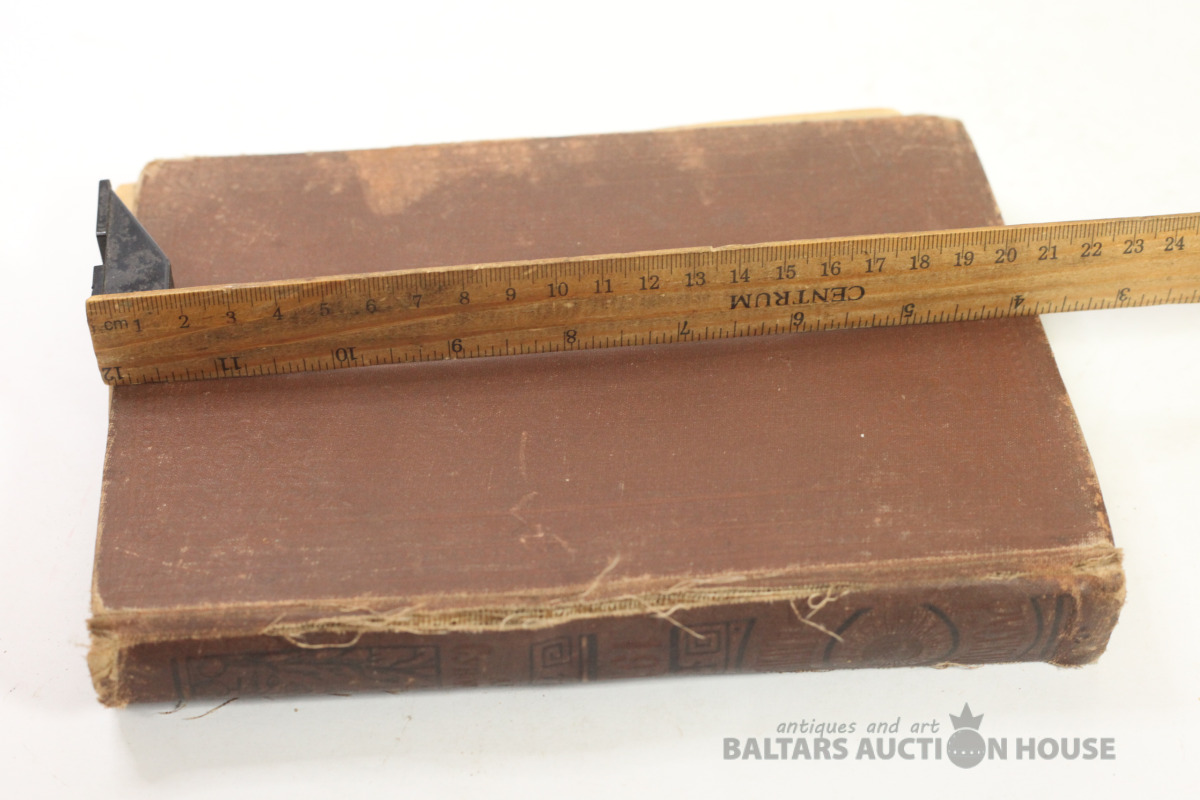 cm 1 2 3 4 5 6 7 8 9 10 11 12 13 14 15 16 17 18 19 20 21 22 23 24
CENTRUM
12 11 10 9 8 7 6 5 4 3
antiques and art
BALTARS AUCTION HOUSE